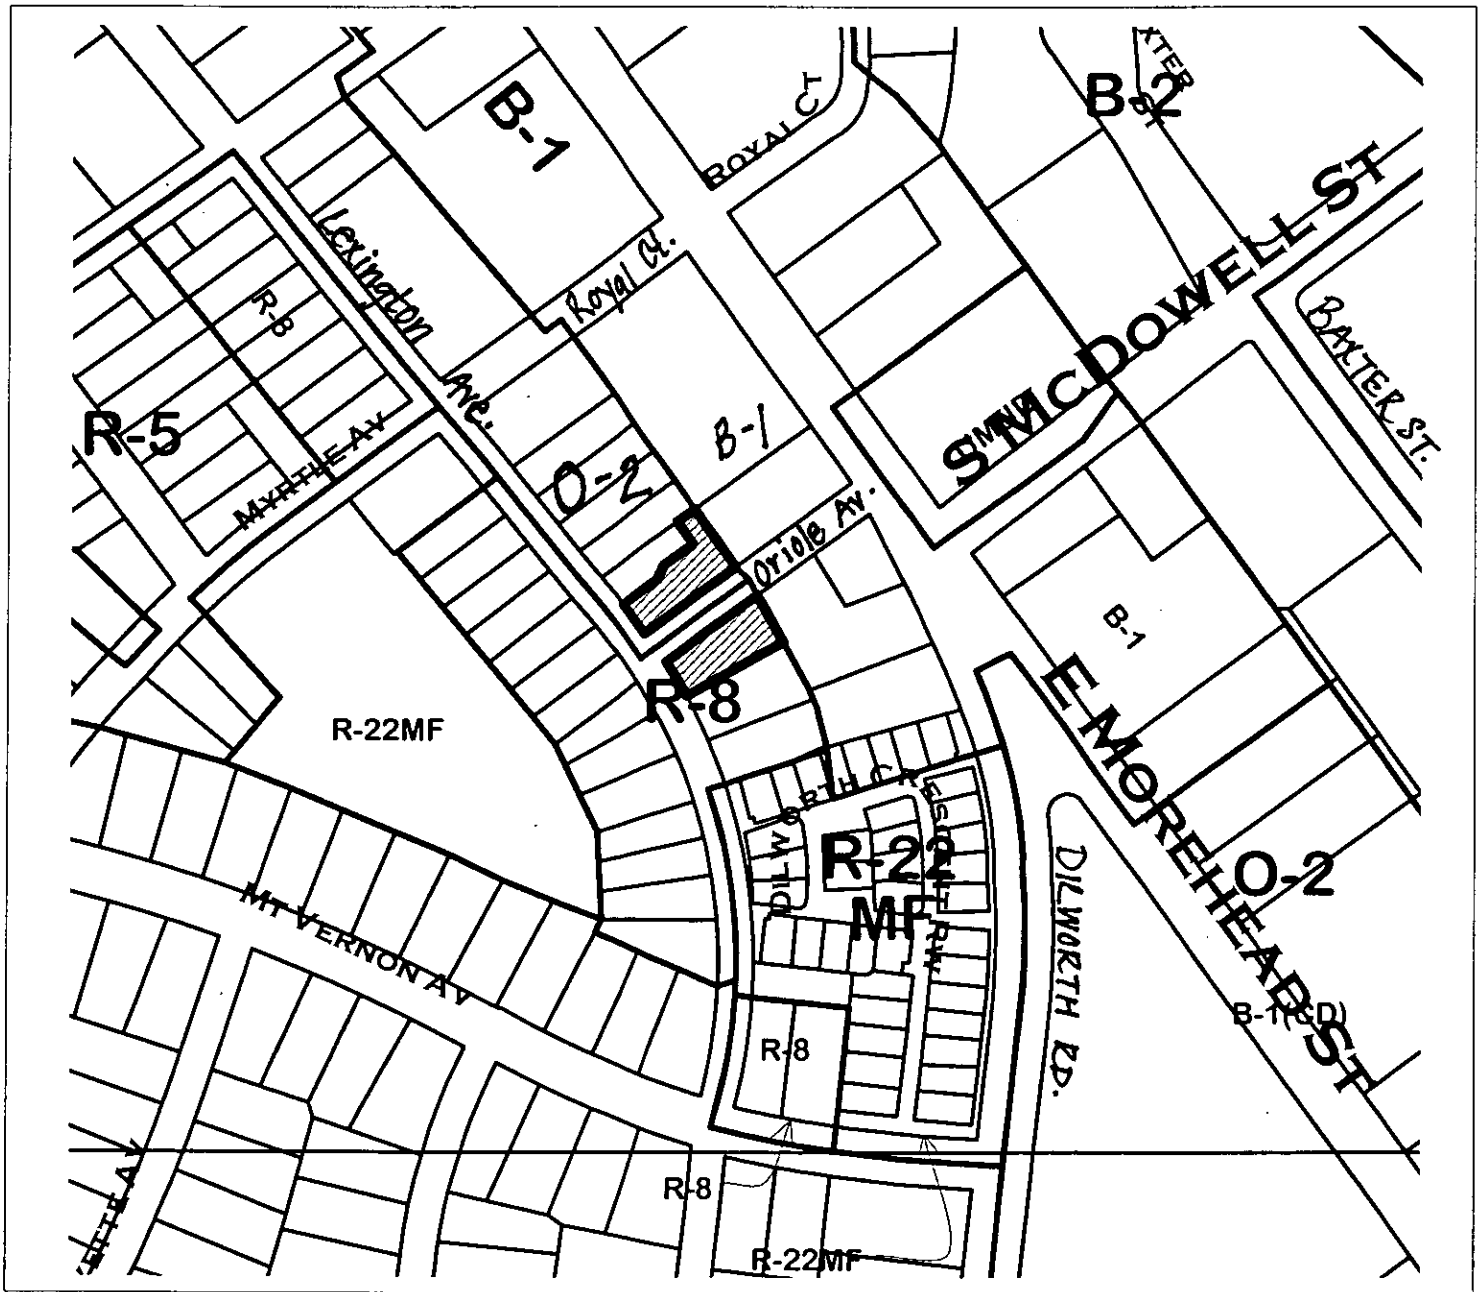 B-1
ROYAL CT
B-2
S MCDOWELL ST
Lexington
Ave.
Royal Ct.
R-8
BAXTER ST.
R-5
MYRTLE AV
B-1
O-2
Oriole Av.
B-1
R-8
R-22MF
E MOREHEAD ST
DILWORTH CRESCENT RW
R-22
MF
O-2
DILWORTH RD.
MT VERNON AV
B-1(CD)
R-8
R-8
R-22MF